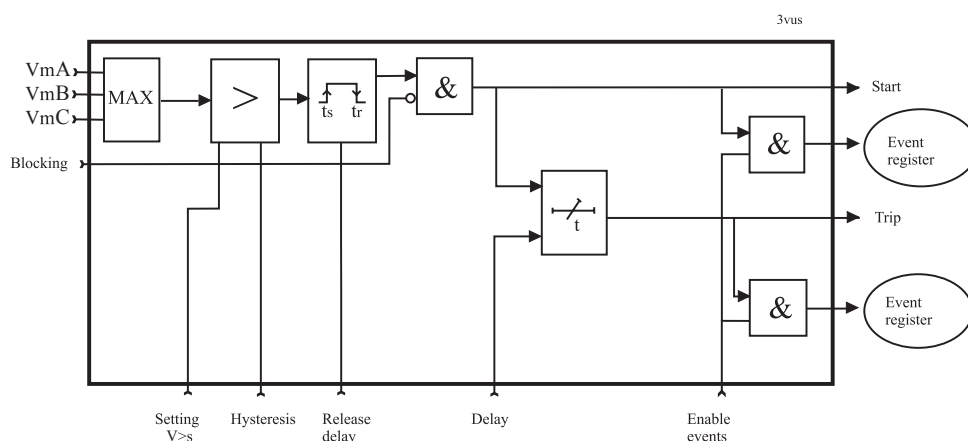 3vus
VmA
VmB
VmC
MAX
>
ts tr
&
Start
Blocking
&
Event
register
t
Trip
&
Event
register
Setting
V>s
Hysteresis
Release
delay
Delay
Enable
events